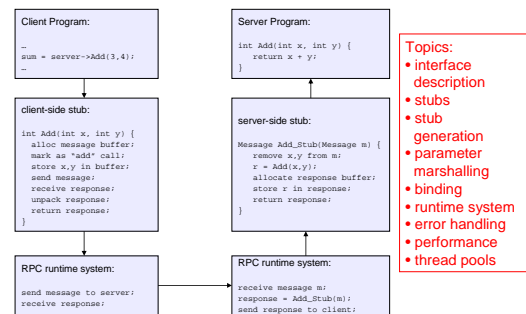 Client Program:
…
sum = server->Add(3,4);
…
client-side stub:
int Add(int x, int y) {
alloc message buffer;
mark as "add" call;
store x,y in buffer;
send message;
receive response;
unpack response;
return response;
}
RPC runtime system:
send message to server;
receive response;
Server Program:
int Add(int x, int y) {
return x + y;
}
server-side stub:
Message Add_Stub(Message m) {
remove x,y from m;
r = Add(x,y);
allocate response buffer;
store r in response;
return response;
}
RPC runtime system:
receive message m;
response = Add_Stub(m);
send response to client;
Topics:
• interface
description
• stubs
• stub
generation
• parameter
marshalling
• binding
• runtime system
• error handling
• performance
• thread pools